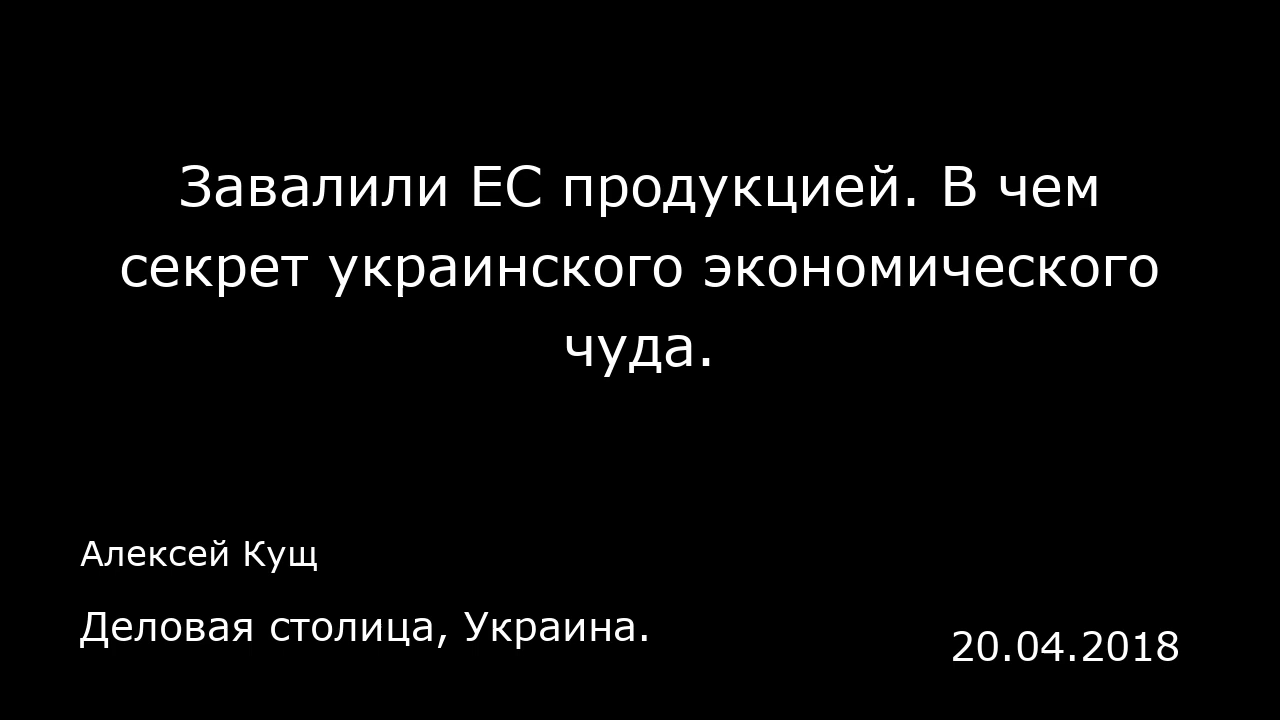 Завалили ЕС продукцией. В чем
секрет украинского экономического
чуда.
Алексей Кущ
Деловая столица, Украина.
20.04.2018